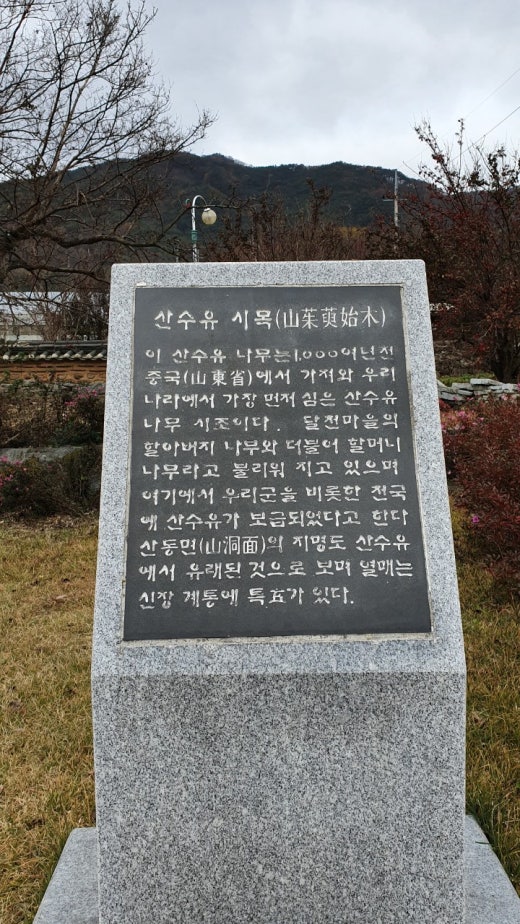 산수유 시목(山茱萸始木)
이 산수유 나무는1,000여년전
중국(山東省)에서 가져와 우리
나라에서 가장 먼저 심은 산수유
나무 시조이다. 달전마을의
할아버지 나무와 더불어 할머니
나무라고 불리워 지고 있으며
여기에서 우리군을 비롯한 전국
에 산수유가 보급되었다고 한다
산동면(山洞面)의 지명도 산수유
에서 유래된 것으로 보며 열매는
신장 계통에 특효가 있다.